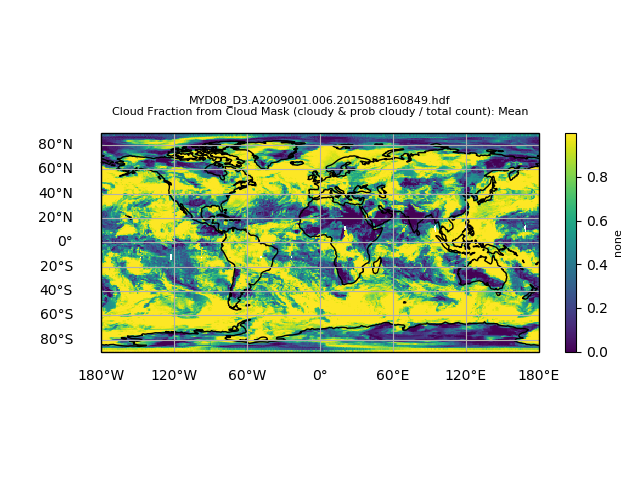 MYD08_D3.A2009001.006.2015088160849.hdf
Cloud Fraction from Cloud Mask (cloudy & prob cloudy / total count): Mean
80°N
60°N
40°N
20°N
0°
20°S
40°S
60°S
80°S
180°W 120°W 60°W 0° 60°E 120°E 180°E
0.8
0.6
0.4
0.2
0.0
none